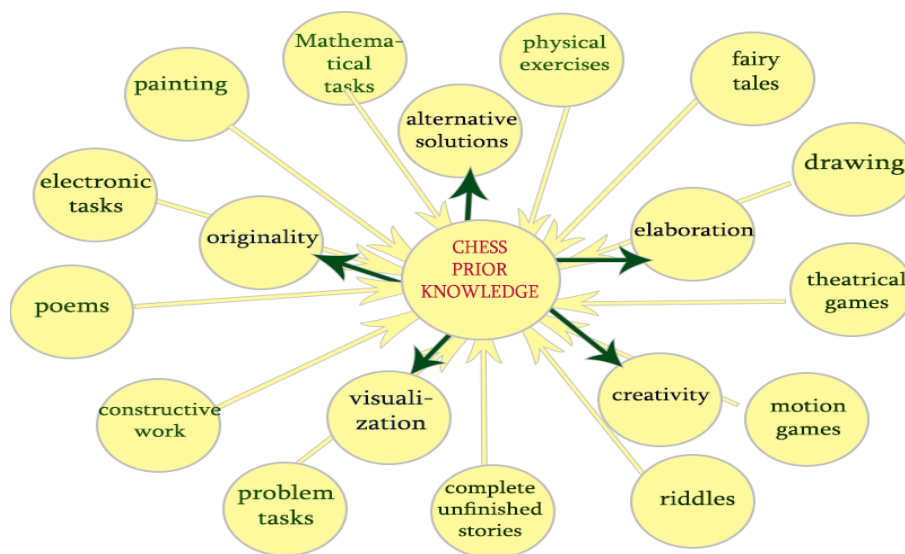 Mathema-
tical
tasks
physical
exercises
fairy
tales
painting
alternative
solutions
drawing
electronic
tasks
originality
elaboration
CHESS
PRIOR
KNOWLEDGE
theatrical
games
poems
constructive
work
visuali-
zation
creativity
motion
games
problem
tasks
complete
unfinished
stories
riddles